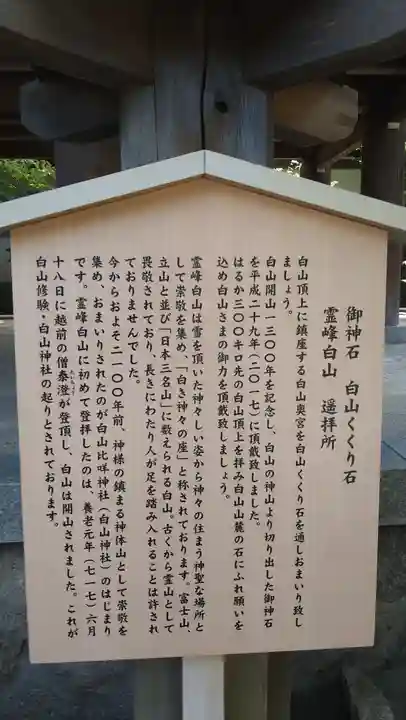 御神石 白山くくり石
霊峰白山 遥拝所
白山頂上に鎮座する白山奥宮を白山くくり石を通しおまいり致し
ましょう。
白山開山一三〇〇年を記念し、白山の神山より切り出した御神石
を平成二十九年(二〇一七)に頂戴致しました。
はるか三〇〇キロ先の白山頂上を拝み白山山麓の石にふれ願いを
込め白山さまの御力を頂戴致しましょう。
霊峰白山は雪を頂いた神々しい姿から神々の住まう神聖な場所と
して崇敬を集め、「白き神々の座」と称されております。富士山、
立山と並び「日本三名山」に数えられる白山。古くから霊山として
畏敬されており、長きにわたり人が足を踏み入れることは許され
ておりませんでした。
今からおよそ二一〇〇年前、神様の鎮まる神体山として崇敬を
集め、おまいりされたのが白山比咩神社(白山神社)のはじまり
です。霊峰白山に初めて登拝したのは、養老元年(七一七)六月
十八日に越前の僧泰澄が登頂し、白山は開山されました。これが
白山修験・白山神社の起りとされております。